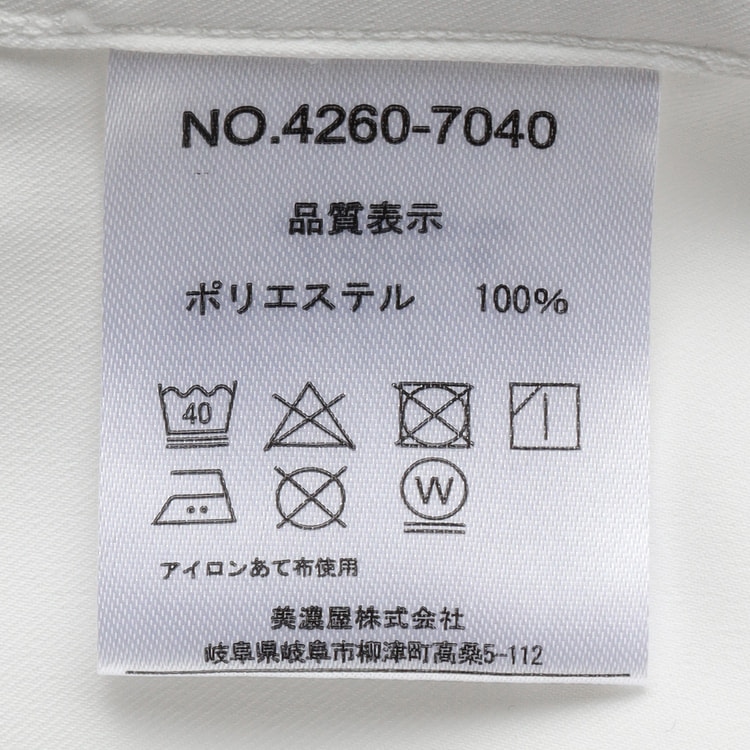 NO.4260-7040
品質表示
ポリエステル 100%
40
W
アイロンあて布使用
美濃屋株式会社
岐阜県岐阜市柳津町高桑5-112